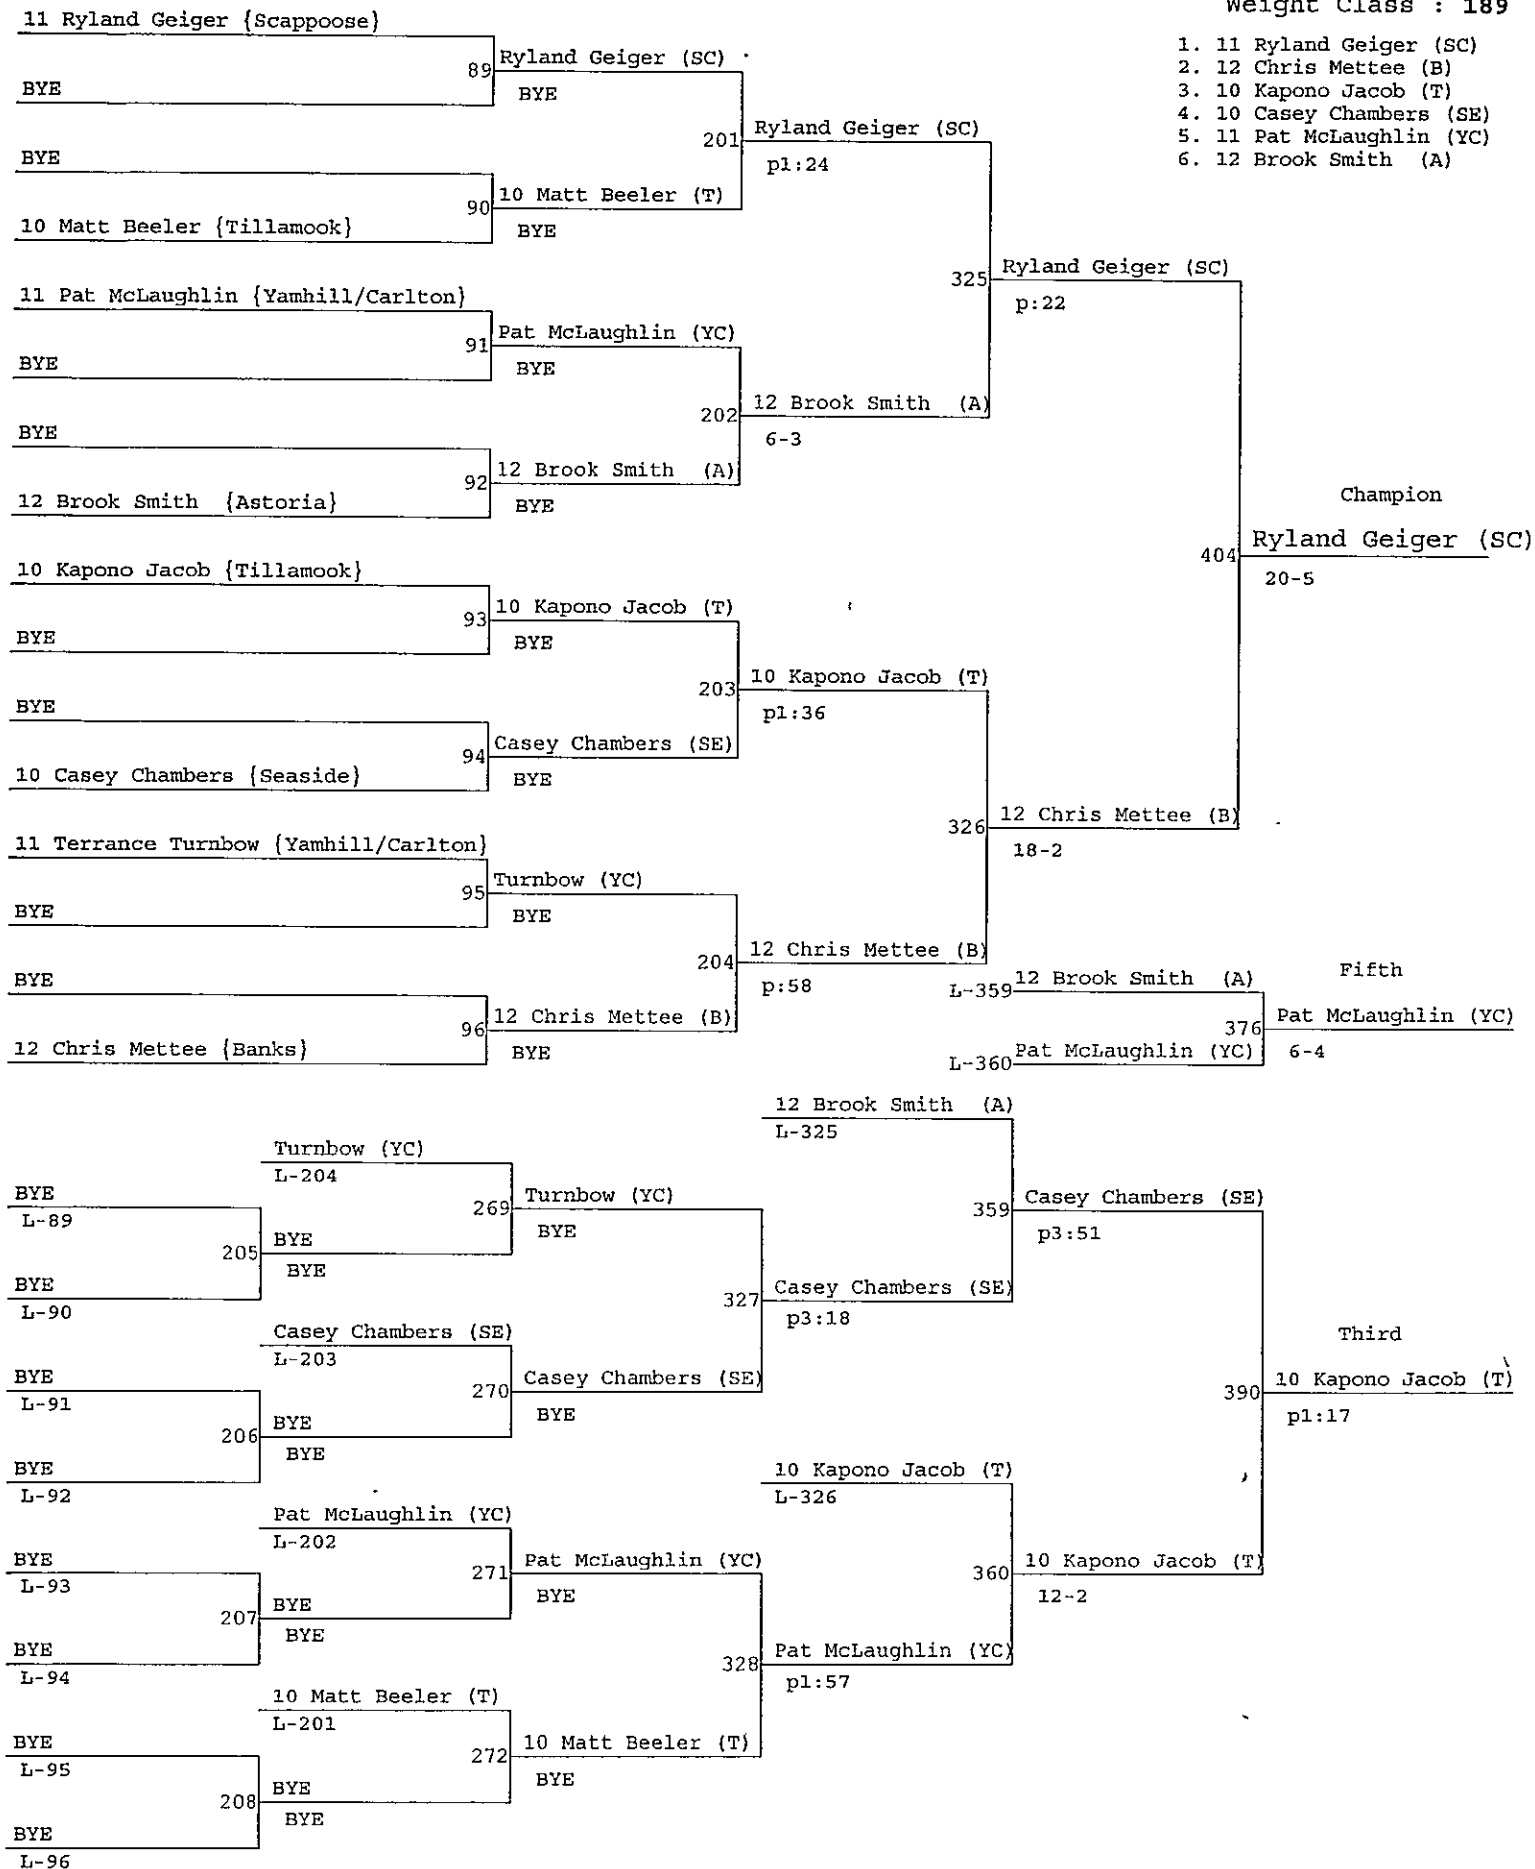 Weight Class : 189
1. 11 Ryland Geiger (SC)
2. 12 Chris Mettee (B)
3. 10 Kapono Jacob (T)
4. 10 Casey Chambers (SE)
5. 11 Pat McLaughlin (YC)
6. 12 Brook Smith (A)
11 Ryland Geiger {Scappoose}
89
Ryland Geiger (SC)
BYE
BYE
201
Ryland Geiger (SC)
p1:24
BYE
90
10 Matt Beeler (T)
BYE
10 Matt Beeler {Tillamook}
325
Ryland Geiger (SC)
p:22
11 Pat McLaughlin {Yamhill/Carlton}
91
Pat McLaughlin (YC)
BYE
BYE
202
12 Brook Smith (A)
6-3
BYE
92
12 Brook Smith (A)
BYE
12 Brook Smith {Astoria}
Champion
404
Ryland Geiger (SC)
20-5
10 Kapono Jacob {Tillamook}
93
10 Kapono Jacob (T)
BYE
BYE
203
10 Kapono Jacob (T)
p1:36
BYE
94
Casey Chambers (SE)
BYE
10 Casey Chambers {Seaside}
326
12 Chris Mettee (B)
18-2
11 Terrance Turnbow {Yamhill/Carlton}
95
Turnbow (YC)
BYE
BYE
204
12 Chris Mettee (B)
p:58
BYE
96
12 Chris Mettee (B)
BYE
12 Chris Mettee {Banks}
Fifth
L-359
12 Brook Smith (A)
376
Pat McLaughlin (YC)
6-4
L-360
Pat McLaughlin (YC)
12 Brook Smith (A)
L-325
Turnbow (YC)
L-204
BYE
L-89
205
BYE
BYE
BYE
L-90
269
Turnbow (YC)
BYE
359
Casey Chambers (SE)
p3:51
327
Casey Chambers (SE)
p3:18
Casey Chambers (SE)
L-203
BYE
L-91
206
BYE
BYE
BYE
L-92
270
Casey Chambers (SE)
BYE
Third
390
10 Kapono Jacob (T)
p1:17
10 Kapono Jacob (T)
L-326
Pat McLaughlin (YC)
L-202
BYE
L-93
207
BYE
BYE
BYE
L-94
271
Pat McLaughlin (YC)
BYE
360
10 Kapono Jacob (T)
12-2
328
Pat McLaughlin (YC)
p1:57
10 Matt Beeler (T)
L-201
BYE
L-95
208
BYE
BYE
BYE
L-96
272
10 Matt Beeler (T)
BYE